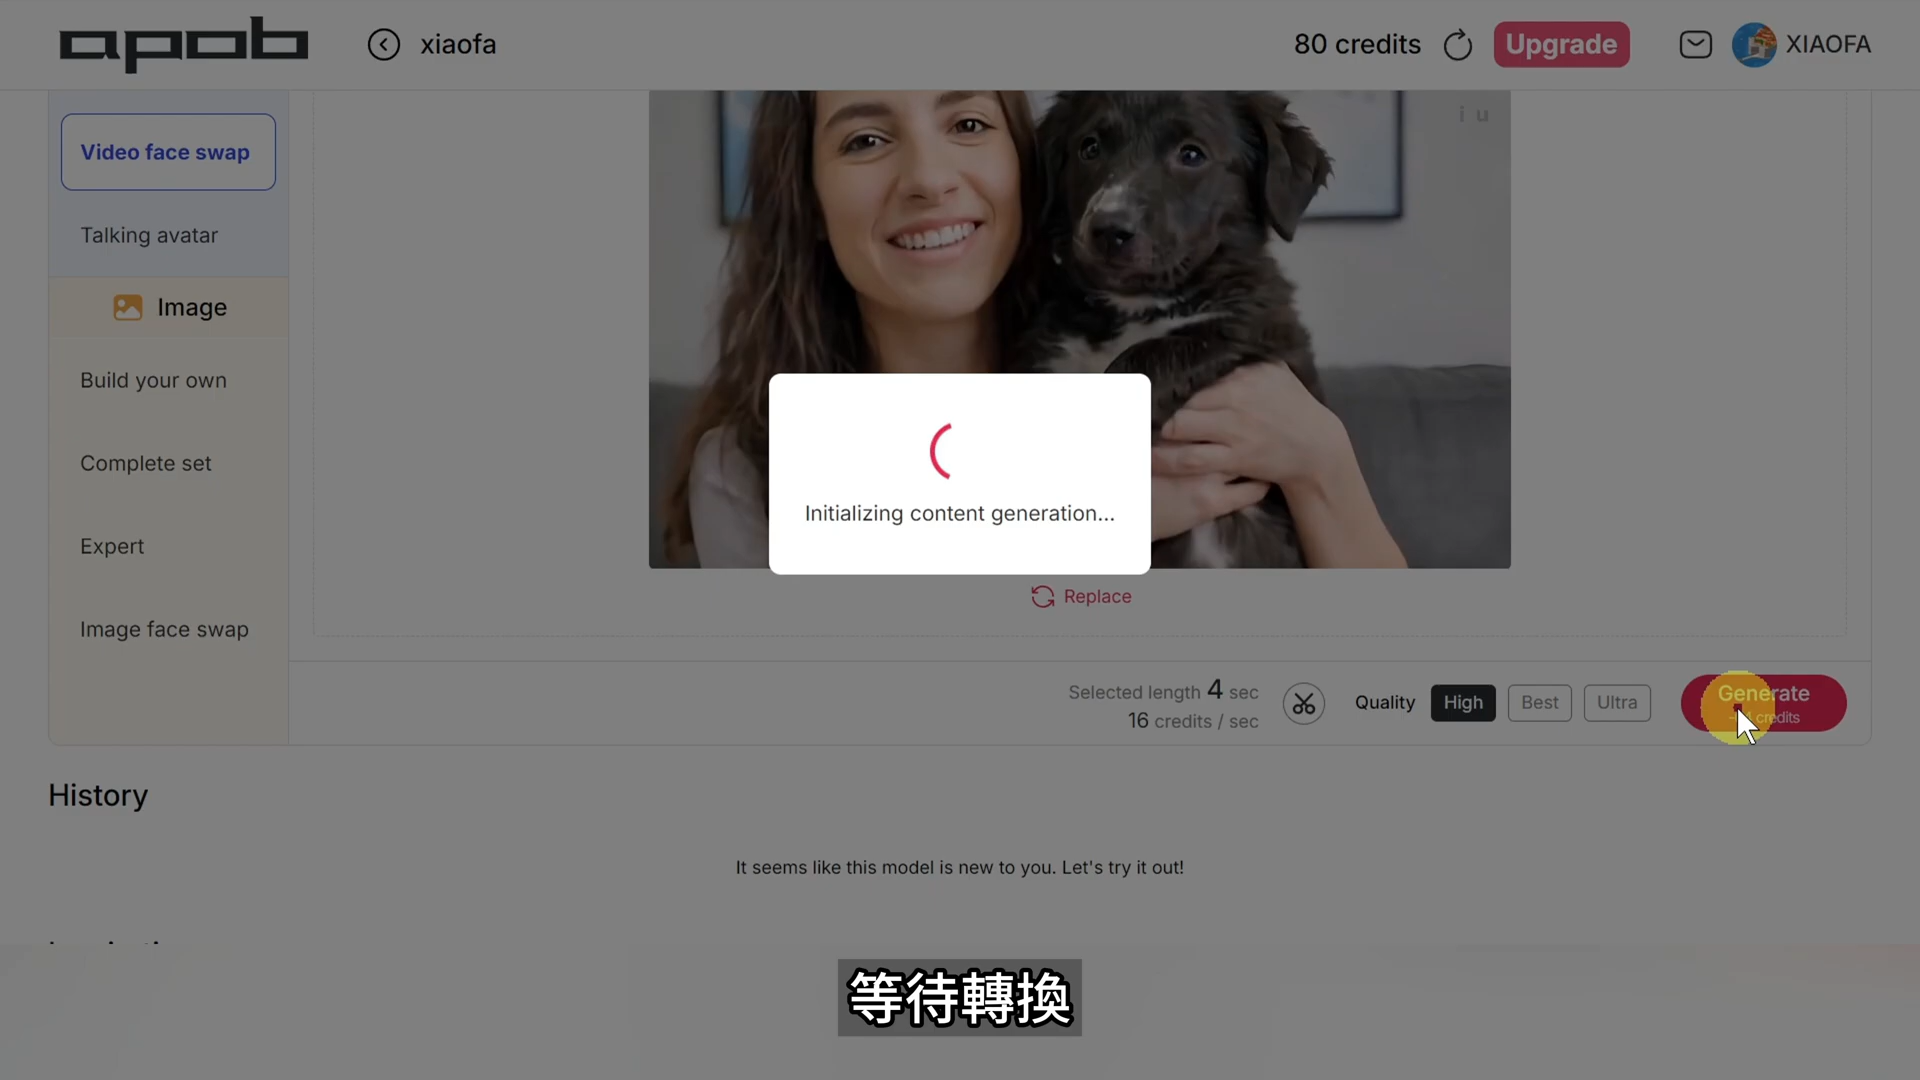 apob
xiaofa
80 credits
Upgrade
XIAOFA
Video face swap
Talking avatar
Image
Build your own
Complete set
Expert
Image face swap
i u
Initializing content generation...
Replace
Selected length 4 sec
16 credits / sec
Quality
High
Best
Ultra
Generate
credits
History
It seems like this model is new to you. Let's try it out!
等待轉換